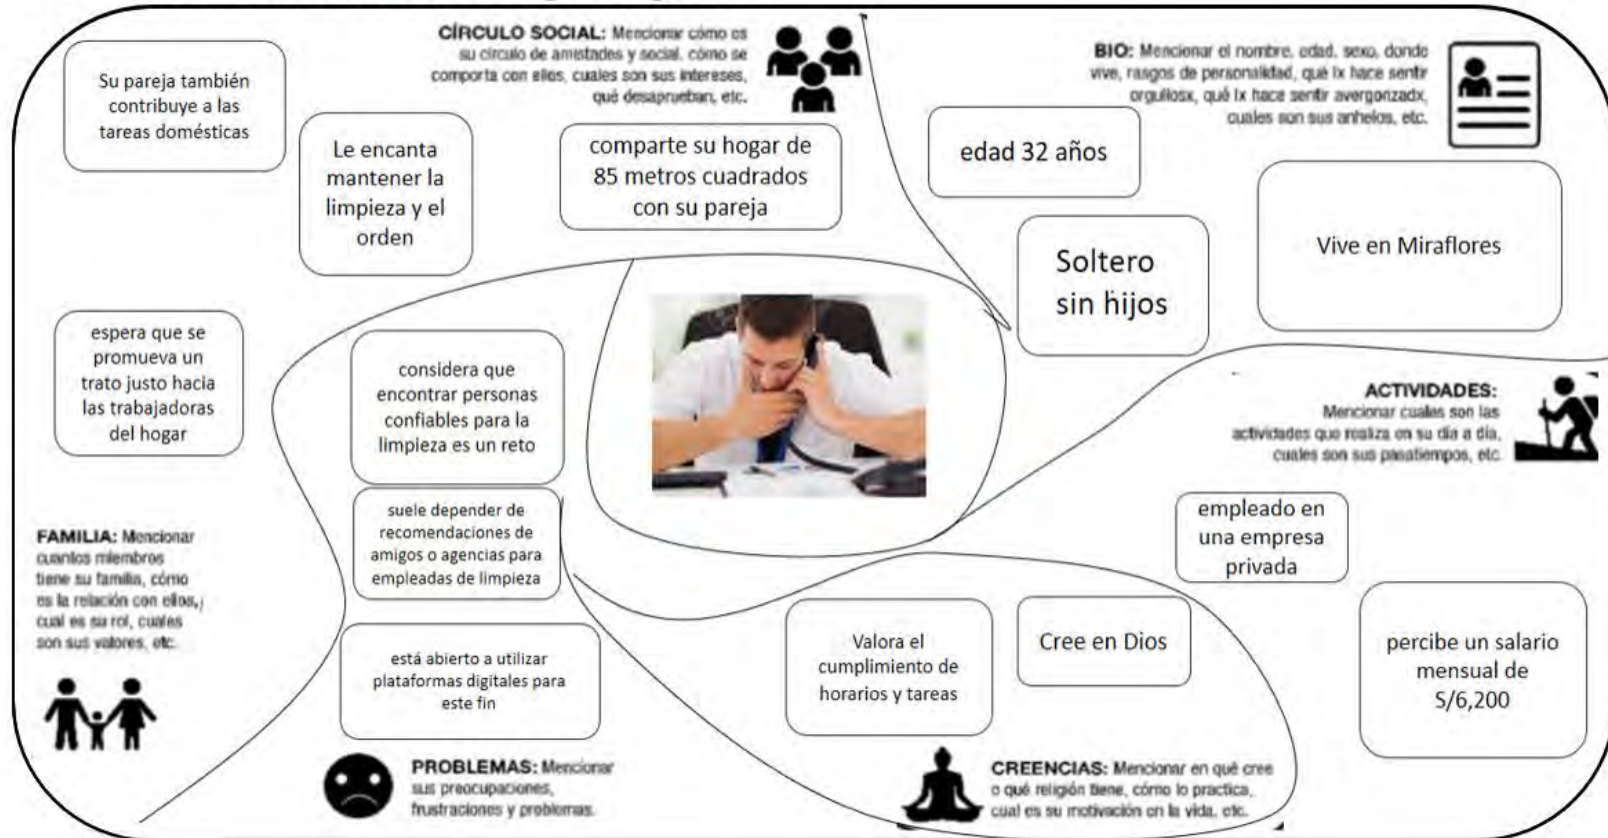 CÍRCULO SOCIAL: Mencionar cómo es
su círculo de amistades y social, cómo se
comporta con ellos, cuales son sus intereses,
qué desaprueban, etc.
Su pareja también
contribuye a las
tareas domésticas
Le encanta
mantener la
limpieza y el
orden
comparte su hogar de
85 metros cuadrados
con su pareja
BIO: Mencionar el nombre, edad, sexo, donde
vive, rasgos de personalidad, qué lx hace sentir
orgullosx, qué lx hace sentir avergonzadx,
cuales son sus anhelos, etc.
edad 32 años
Soltero
sin hijos
Vive en Miraflores
espera que se
promueva un
trato justo hacia
las trabajadoras
del hogar
considera que
encontrar personas
confiables para la
limpieza es un reto
suele depender de
recomendaciones de
amigos o agencias para
empleadas de limpieza
está abierto a utilizar
plataformas digitales para
este fin
ACTIVIDADES:
Mencionar cuales son las
actividades que realiza en su día a día,
cuales son sus pasatiempos, etc.
empleado en
una empresa
privada
percibe un salario
mensual de
S/6,200
FAMILIA: Mencionar
cuantos miembros
tiene su familia, cómo
es la relación con ellos,
cual es su rol, cuales
son sus valores, etc.
Valora el
cumplimiento de
horarios y tareas
Cree en Dios
PROBLEMAS: Mencionar
sus preocupaciones,
frustraciones y problemas.
CREENCIAS: Mencionar en qué cree
o qué religión tiene, cómo lo practica,
cual es su motivación en la vida, etc.